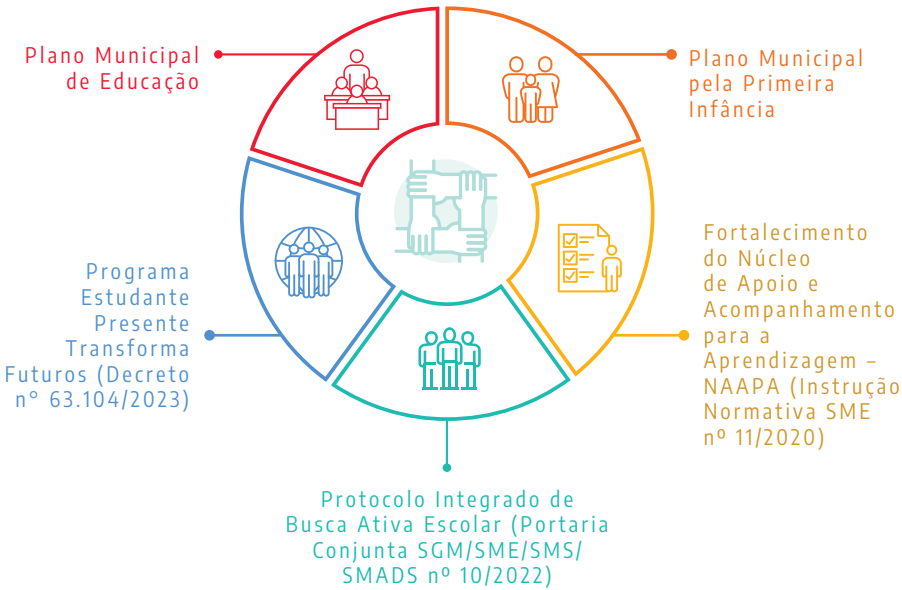 Plano Municipal
de Educação
Plano Municipal
pela Primeira
Infância
Fortalecimento
do Núcleo
de Apoio e
Acompanhamento
para a
Aprendizagem –
NAAPA (Instrução
Normativa SME
nº 11/2020)
Programa
Estudante
Presente
Transforma
Futuros (Decreto
n° 63.104/2023)
Protocolo Integrado de
Busca Ativa Escolar (Portaria
Conjunta SGM/SME/SMS/
SMADS nº 10/2022)